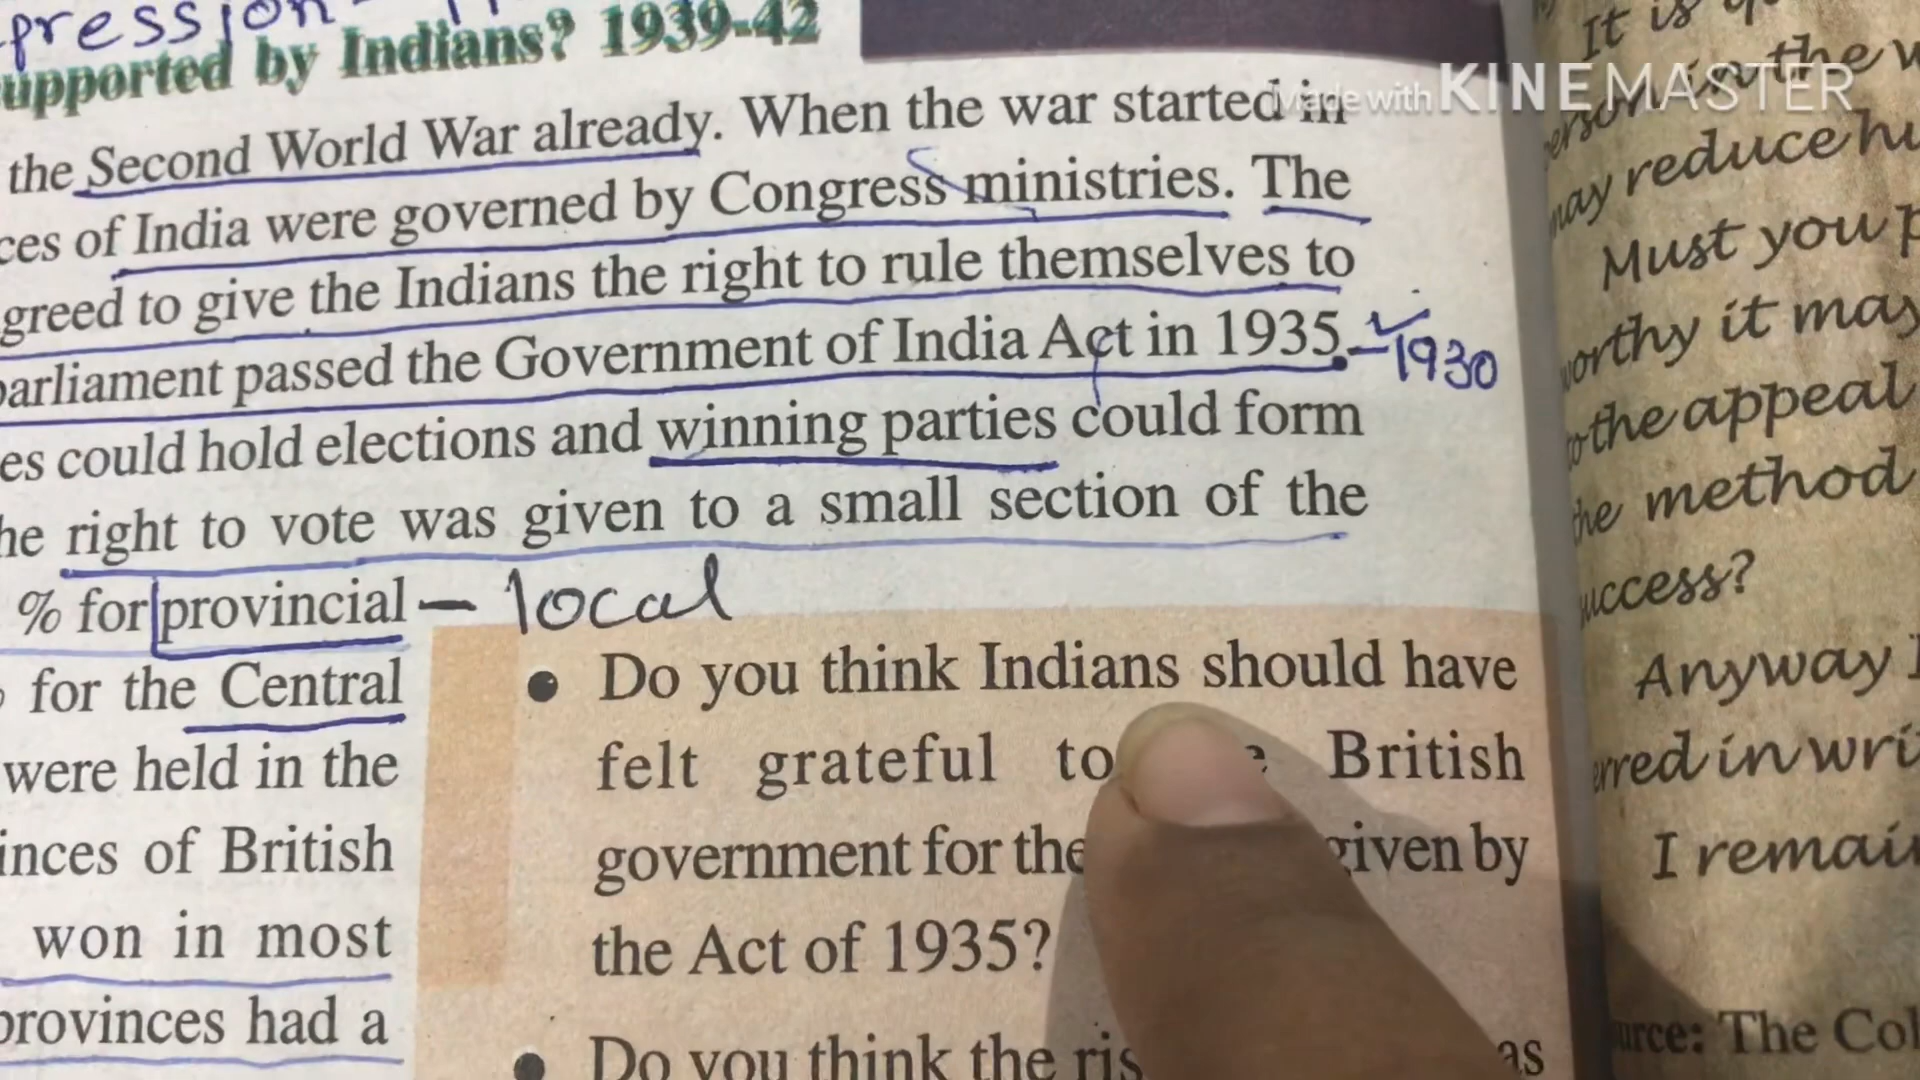 pression
upported by Indians? 1939-42
the Second World War already. When the war started in
ces of India were governed by Congress ministries. The
greed to give the Indians the right to rule themselves to
parliament passed the Government of India Act in 1935. 1930
es could hold elections and winning parties could form
he right to vote was given to a small section of the
% for provincial – local
for the Central
were held in the
inces of British
won in most
provinces had a
• Do you think Indians should have
felt grateful to British
government for the given by
the Act of 1935?
• Do you think the as
Made with KINEMASTER
It is
person in the
may reduce
Must you
worthy it may
to the appeal
the method
success?
Anyway I
erred in
I remain
urce: The Col